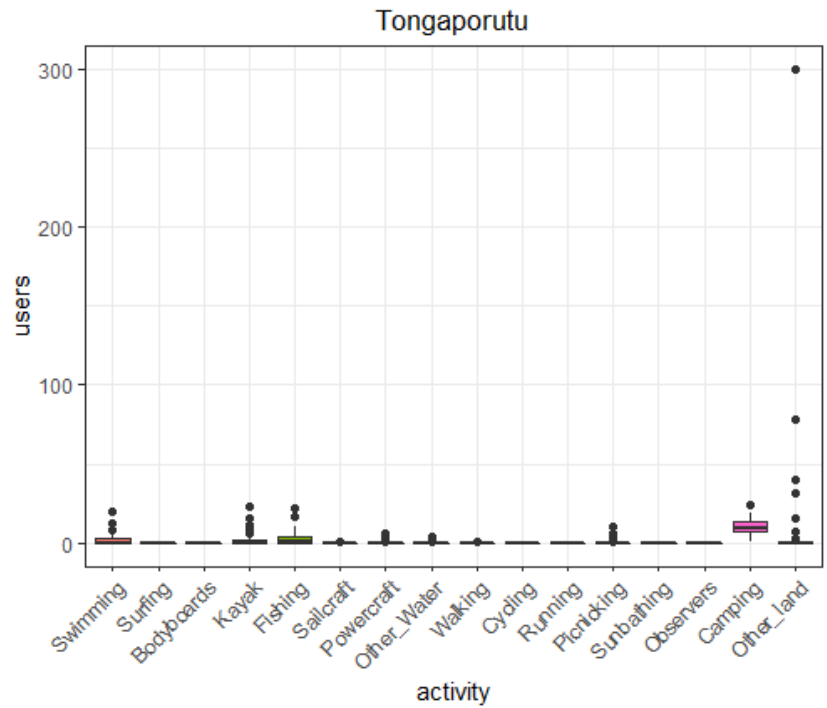 Tongaporutu
300
200
100
0
users
Swimming
Surfing
Bodyboards
Kayak
Fishing
Sailcraft
Powercraft
Other_Water
Walking
Cycling
Running
Picnicking
Sunbathing
Observers
Camping
Other_land
activity